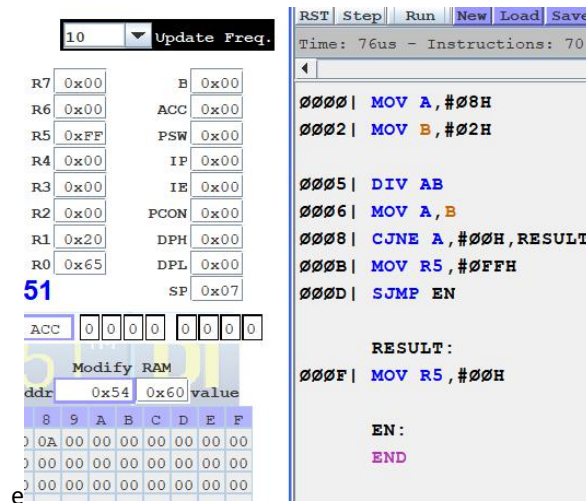 10 Update Freq.
R7 0x00 B 0x00
R6 0x00 ACC 0x00
R5 0xFF PSW 0x00
R4 0x00 IP 0x00
R3 0x00 IE 0x00
R2 0x00 PCON 0x00
R1 0x20 DPH 0x00
R0 0x65 DPL 0x00
51 SP 0x07
ACC 0 0 0 0 0 0 0 0
Modify RAM
ddr 0x54 0x60 value
8 9 A B C D E F
0A 00 00 00 00 00 00 00
00 00 00 00 00 00 00 00
00 00 00 00 00 00 00 00
e
RST Step Run New Load Save
Time: 76us - Instructions: 70
0000| MOV A,#08H
0002| MOV B,#02H
0005| DIV AB
0006| MOV A,B
0008| CJNE A,#00H,RESULT
000B| MOV R5,#0FFH
000D| SJMP EN
RESULT:
000F| MOV R5,#00H
EN:
END